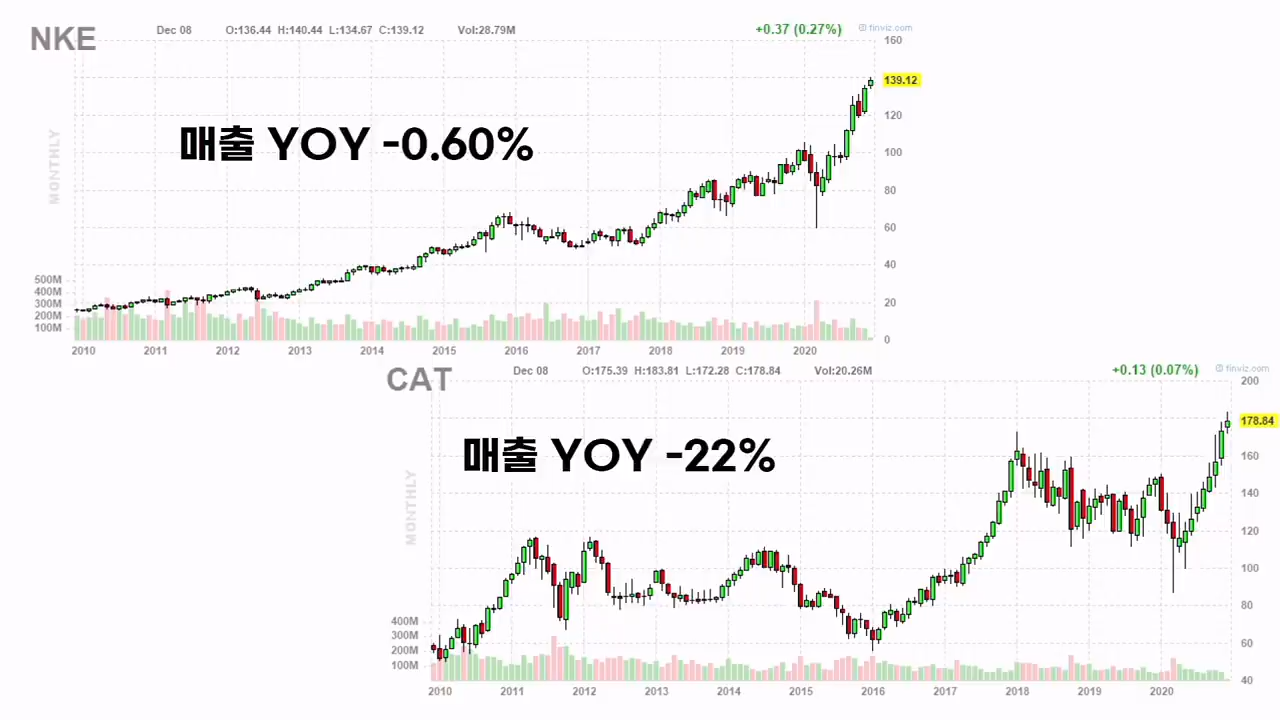 NKE
Dec 08 O:136.44 H:140.44 L:134.67 C:139.12 Vol:28.79M +0.37 (0.27%) © finviz.com
매출 YOY -0.60%
MONTHLY
160
139.12
120
100
80
60
40
20
0
500M
400M
300M
200M
100M
2010 2011 2012 2013 2014 2015 2016 2017 2018 2019 2020
CAT
Dec 08 O:175.39 H:183.81 L:172.28 C:178.84 Vol:20.26M +0.13 (0.07%) © finviz.com
매출 YOY -22%
MONTHLY
200
178.84
160
140
120
100
80
60
40
400M
300M
200M
100M
2010 2011 2012 2013 2014 2015 2016 2017 2018 2019 2020